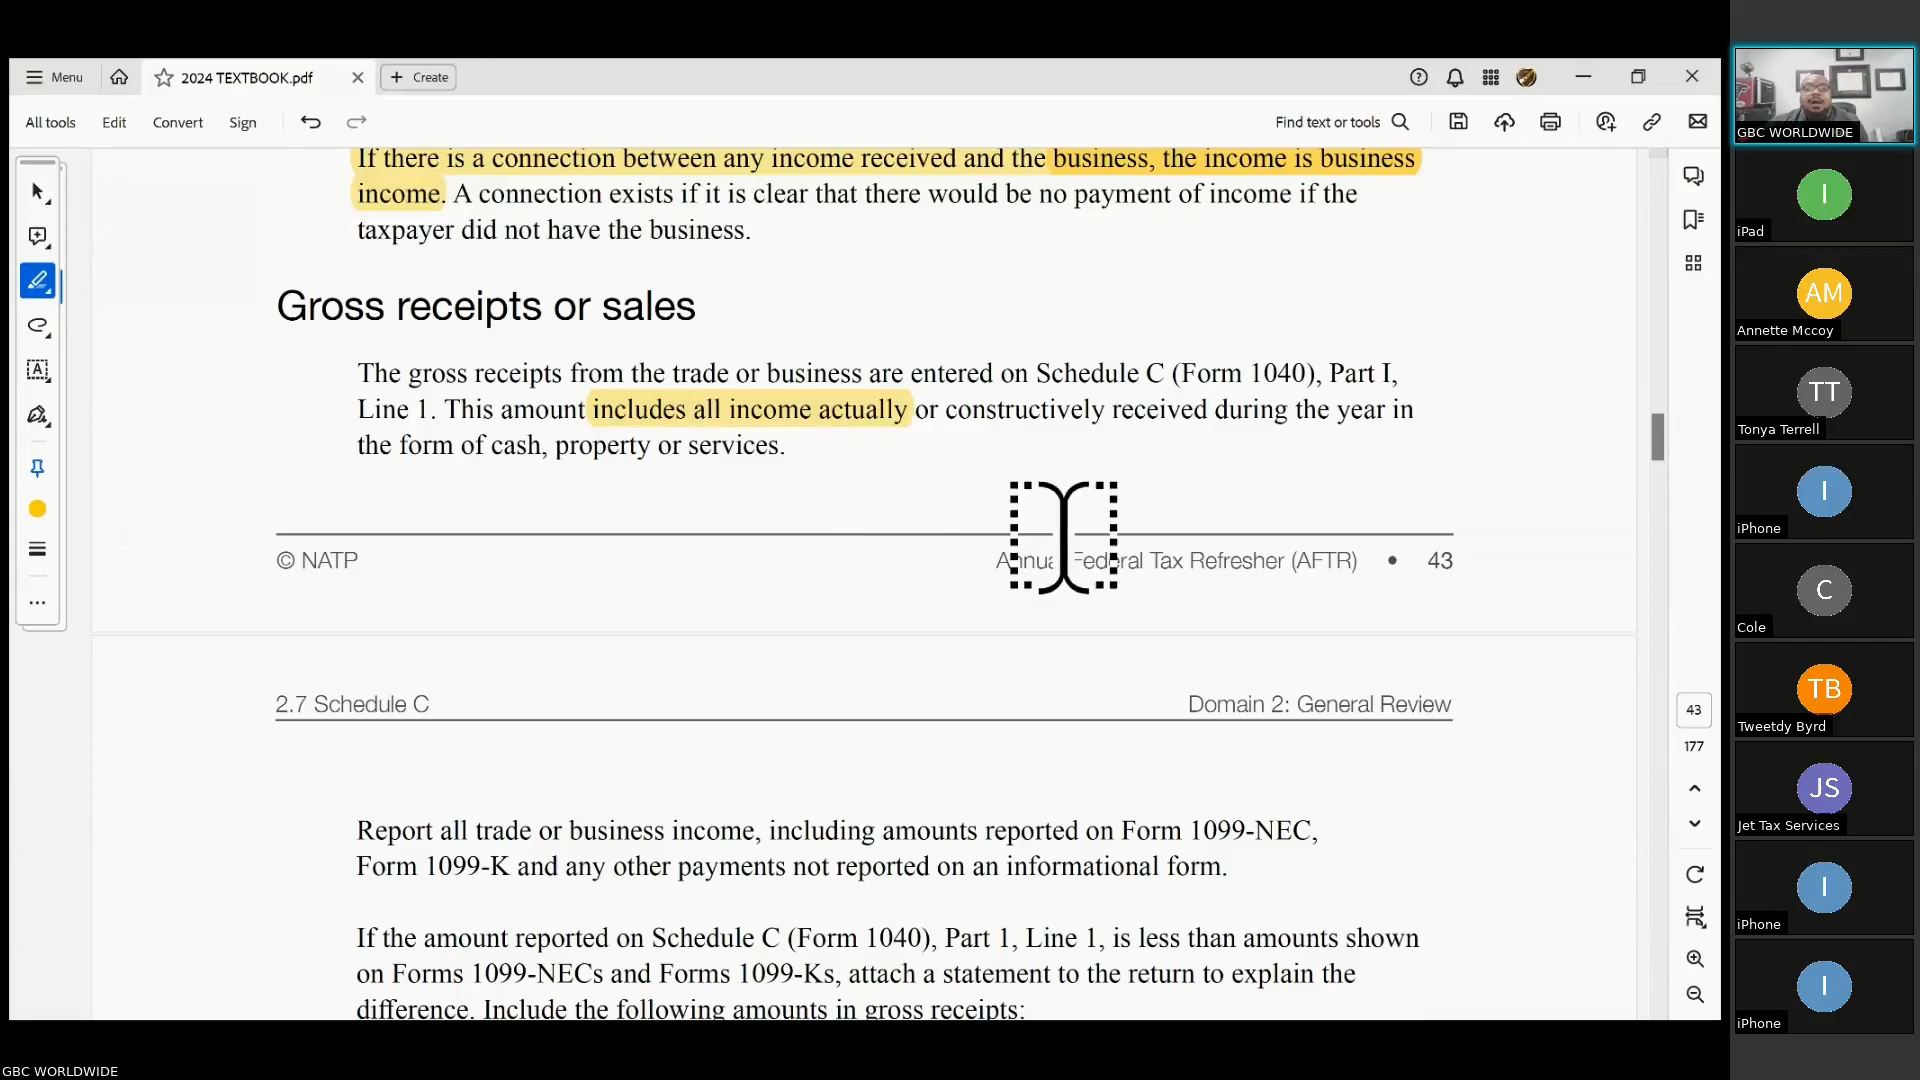 Menu
2024 TEXTBOOK.pdf
Create
All tools
Edit
Convert
Sign
Find text or tools
If there is a connection between any income received and the business, the income is business
income. A connection exists if it is clear that there would be no payment of income if the
taxpayer did not have the business.
Gross receipts or sales
The gross receipts from the trade or business are entered on Schedule C (Form 1040), Part I,
Line 1. This amount includes all income actually or constructively received during the year in
the form of cash, property or services.
© NATP
Annual Federal Tax Refresher (AFTR) • 43
2.7 Schedule C
Domain 2: General Review
Report all trade or business income, including amounts reported on Form 1099-NEC,
Form 1099-K and any other payments not reported on an informational form.
If the amount reported on Schedule C (Form 1040), Part 1, Line 1, is less than amounts shown
on Forms 1099-NECs and Forms 1099-Ks, attach a statement to the return to explain the
difference. Include the following amounts in gross receipts:
43
177
GBC WORLDWIDE
I
iPad
AM
Annette Mccoy
TT
Tonya Terrell
I
iPhone
C
Cole
TB
Tweetdy Byrd
JS
Jet Tax Services
I
iPhone
I
iPhone
GBC WORLDWIDE